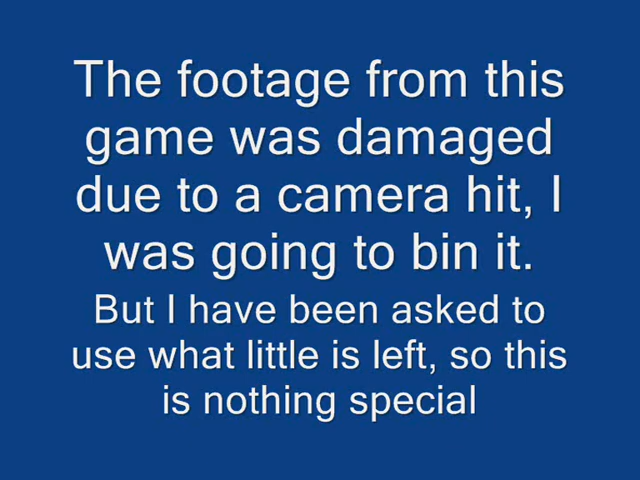 The footage from this
game was damaged
due to a camera hit, I
was going to bin it.
But I have been asked to
use what little is left, so this
is nothing special